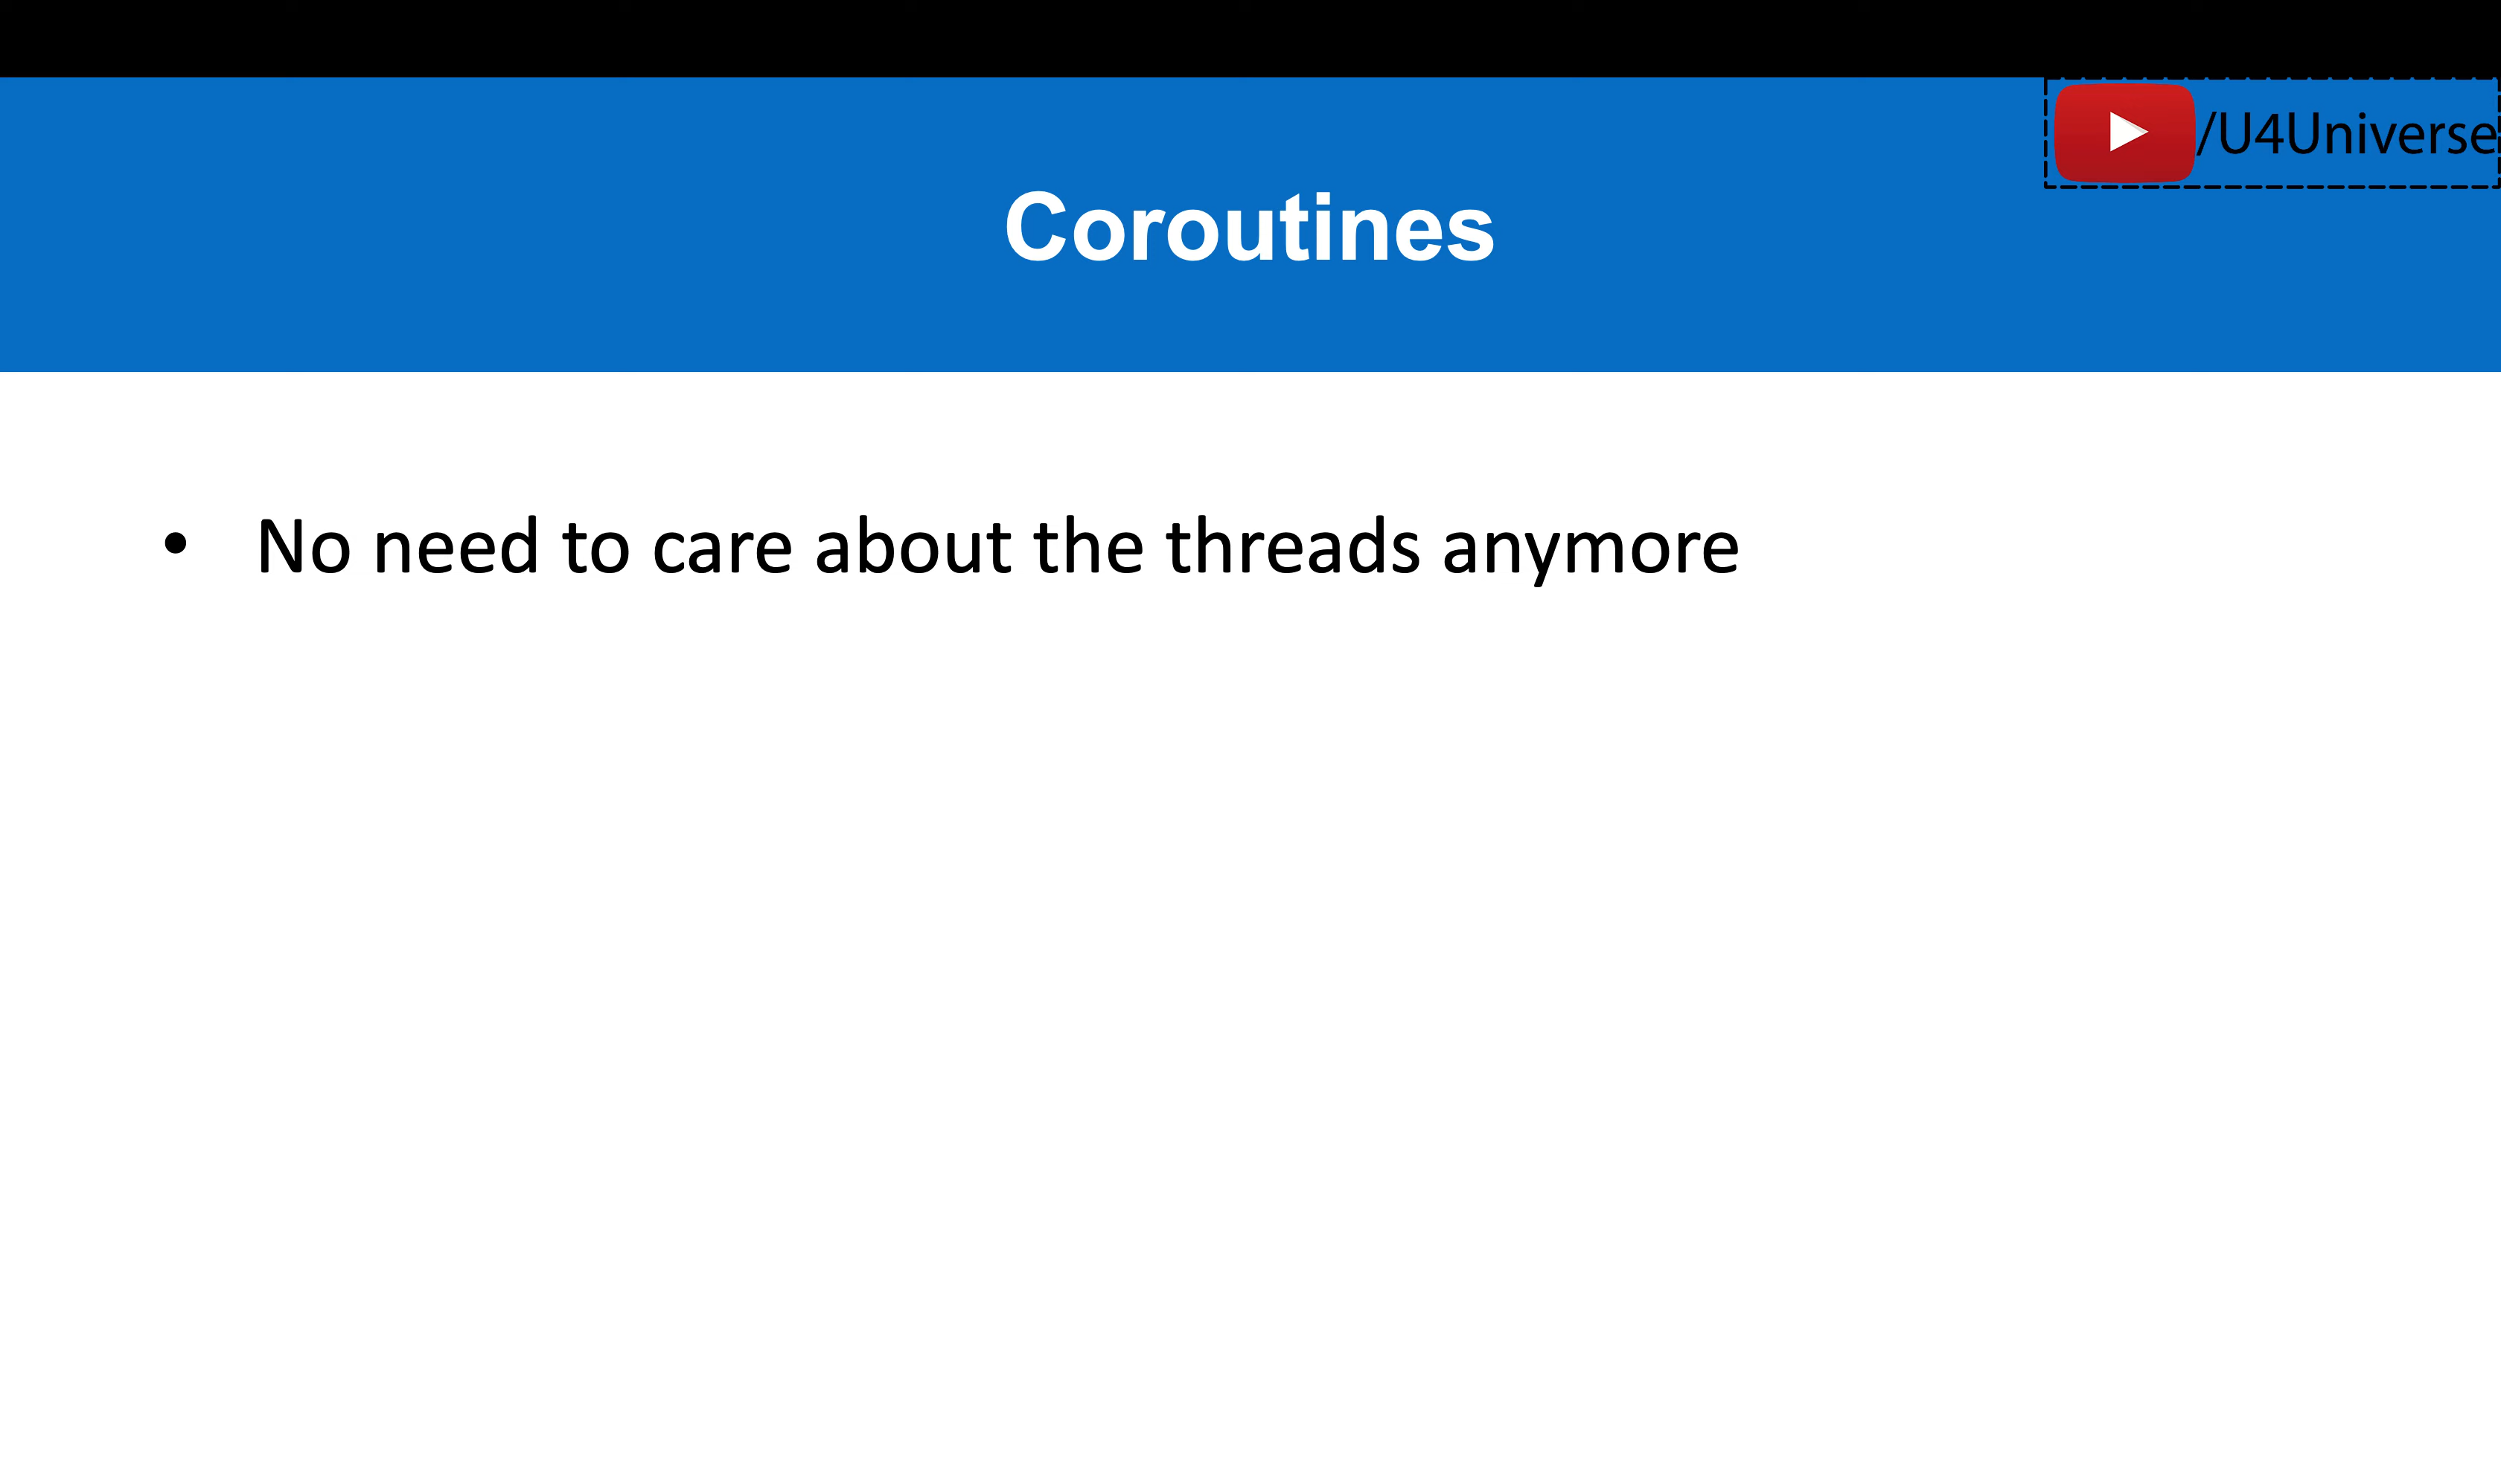 /U4Universe
Coroutines
• No need to care about the threads anymore